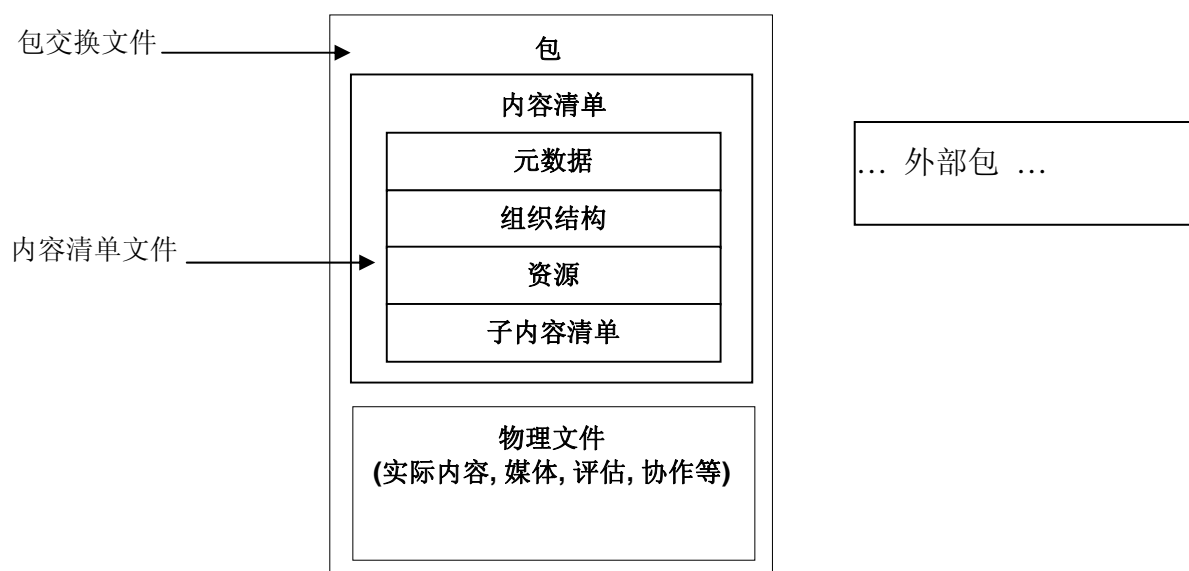 包交换文件
包
内容清单
元数据
… 外部包 …
组织结构
内容清单文件
资源
子内容清单
物理文件
(实际内容, 媒体, 评估, 协作等)